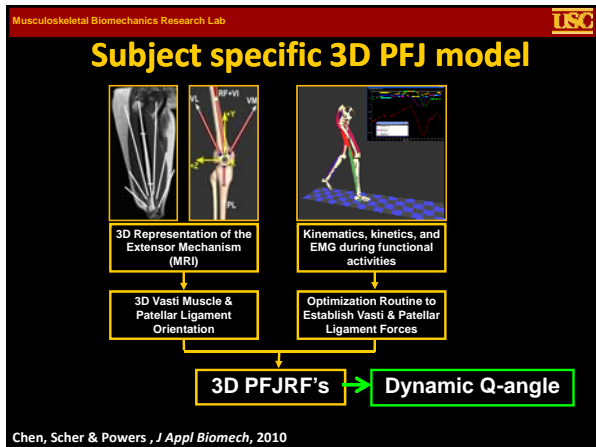 Musculoskeletal Biomechanics Research Lab
USC
Subject specific 3D PFJ model
RF+VI
VL
VM
+Y
+Z
PL
3D Representation of the
Extensor Mechanism
(MRI)
Kinematics, kinetics, and
EMG during functional
activities
3D Vasti Muscle &
Patellar Ligament
Orientation
Optimization Routine to
Establish Vasti & Patellar
Ligament Forces
3D PFJRF's
Dynamic Q-angle
Chen, Scher & Powers , J Appl Biomech, 2010